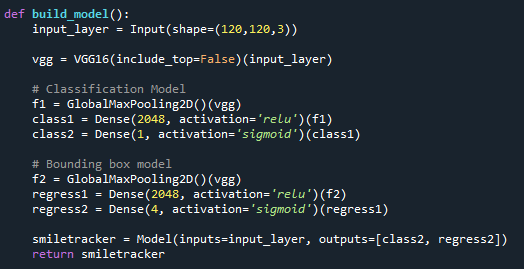 def build_model():
    input_layer = Input(shape=(120,120,3))
    vgg = VGG16(include_top=False)(input_layer)
    # Classification Model
    f1 = GlobalMaxPooling2D()(vgg)
    class1 = Dense(2048, activation='relu')(f1)
    class2 = Dense(1, activation='sigmoid')(class1)
    # Bounding box model
    f2 = GlobalMaxPooling2D()(vgg)
    regress1 = Dense(2048, activation='relu')(f2)
    regress2 = Dense(4, activation='sigmoid')(regress1)
    smiletracker = Model(inputs=input_layer, outputs=[class2, regress2])
    return smiletracker